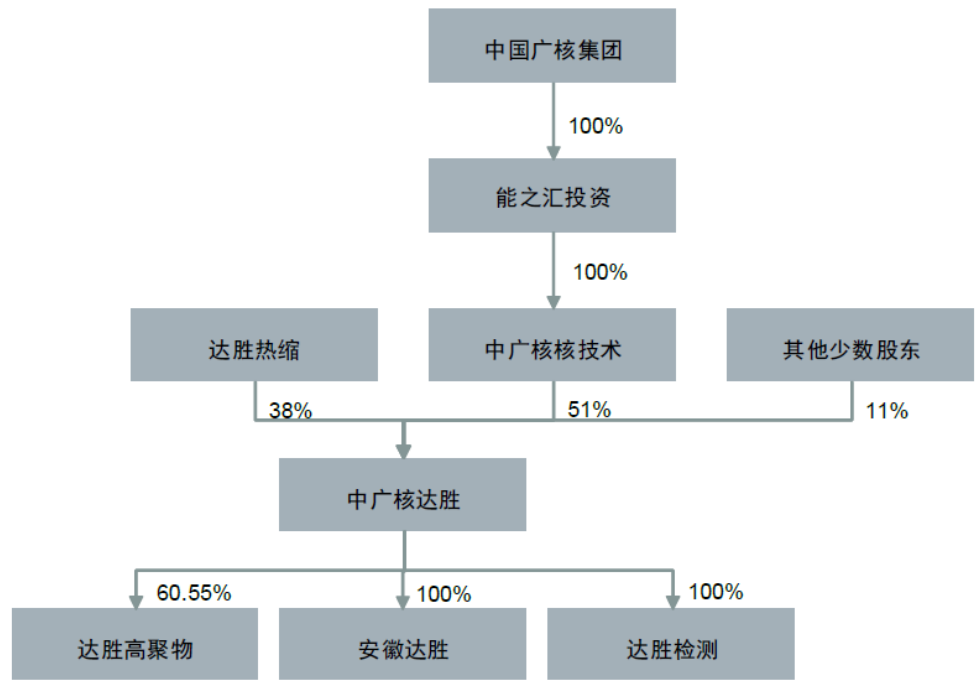 中国广核集团
100%
能之汇投资
100%
达胜热缩
中广核核技术
其他少数股东
38%
51%
11%
中广核达胜
60.55%
100%
100%
达胜高聚物
安徽达胜
达胜检测